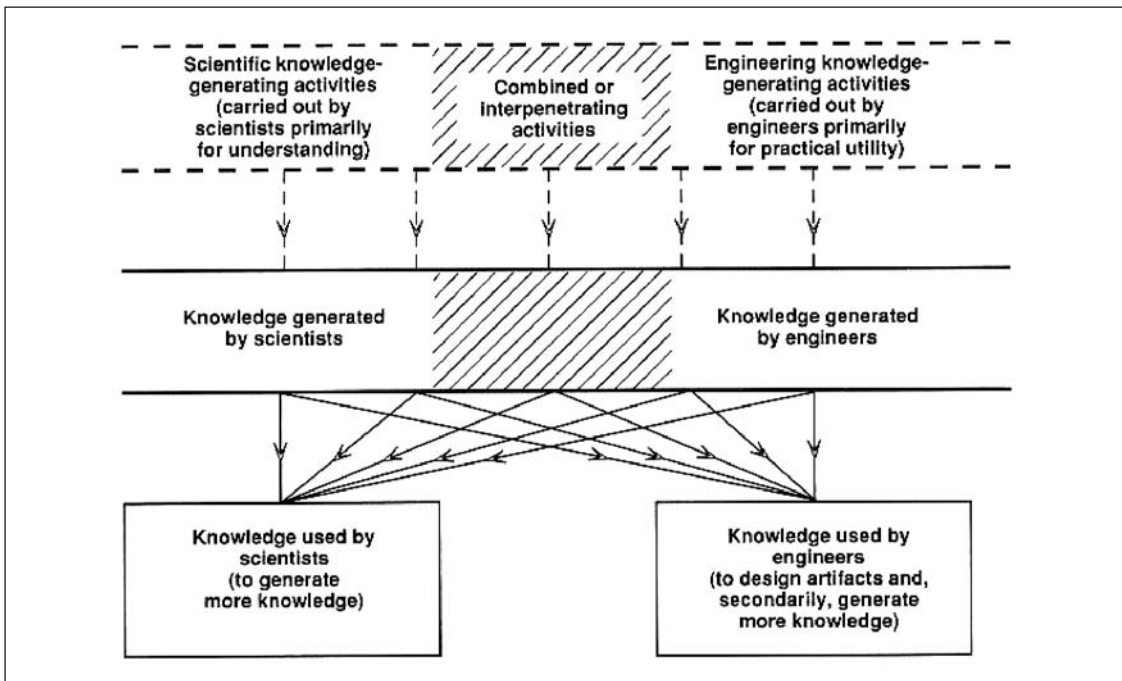 Scientific knowledge-
generating activities
(carried out by
scientists primarily
for understanding)
Combined or
interpenetrating
activities
Engineering knowledge-
generating activities
(carried out by
engineers primarily
for practical utility)
Knowledge generated
by scientists
Knowledge generated
by engineers
Knowledge used by
scientists
(to generate
more knowledge)
Knowledge used by
engineers
(to design artifacts and,
secondarily, generate
more knowledge)